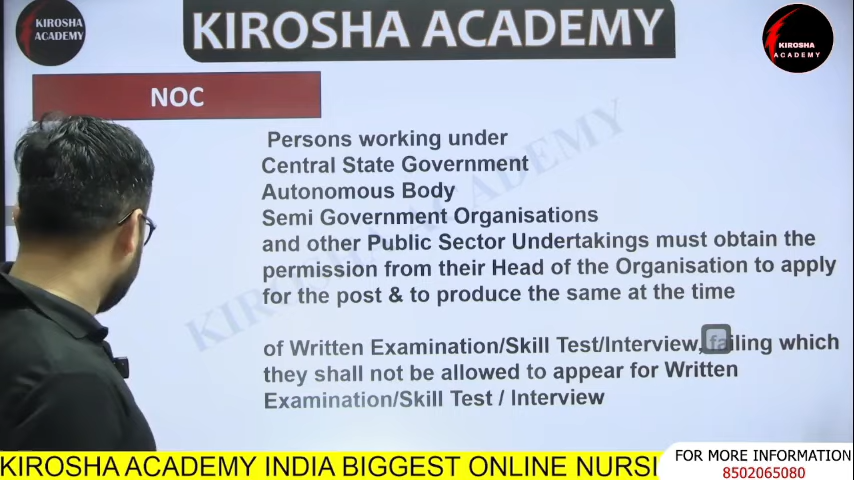 KIROSHA
ACADEMY
KIROSHA ACADEMY
KIROSHA
ACADEMY
NOC
Persons working under
Central State Government
Autonomous Body
Semi Government Organisations
and other Public Sector Undertakings must obtain the
permission from their Head of the Organisation to apply
for the post & to produce the same at the time
of Written Examination/Skill Test/Interview, failing which
they shall not be allowed to appear for Written
Examination/Skill Test / Interview
KIROSHA ACADEMY
KIROSHA ACADEMY INDIA BIGGEST ONLINE NURSI
FOR MORE INFORMATION
8502065080